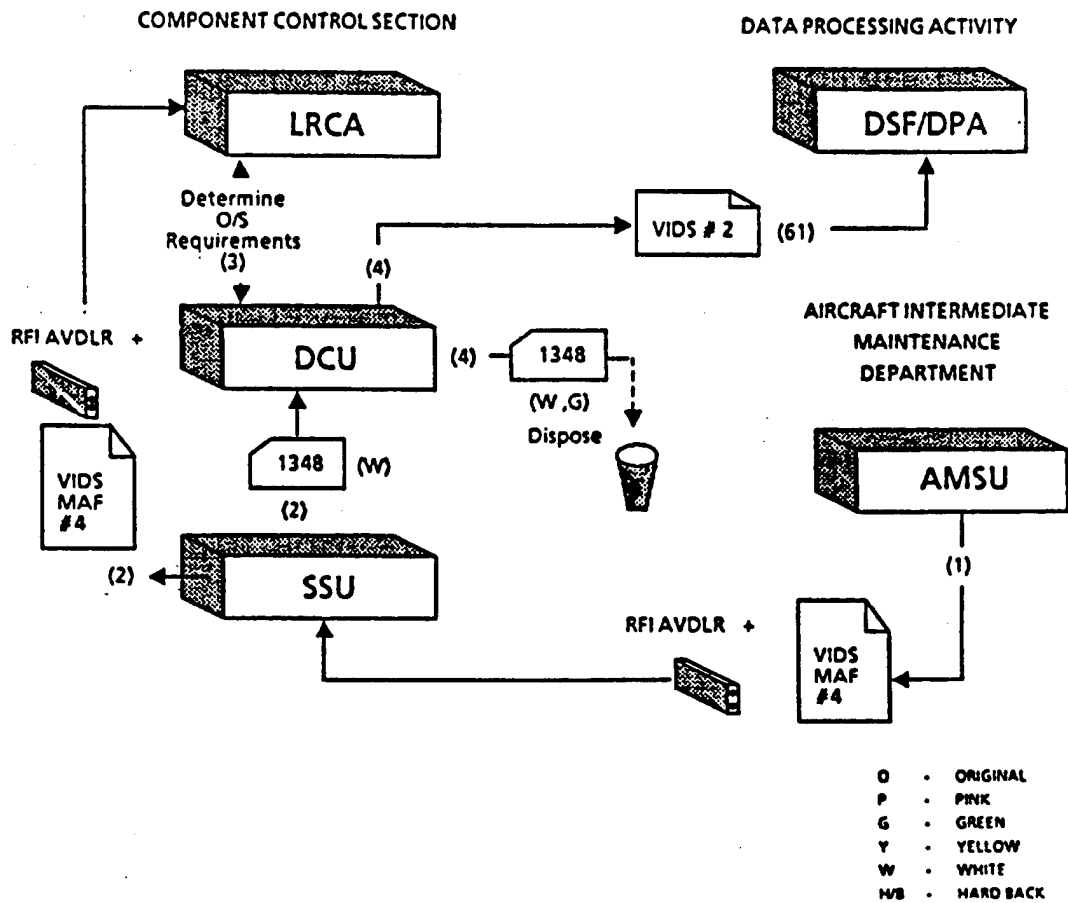 COMPONENT CONTROL SECTION
DATA PROCESSING ACTIVITY
LRCA
DSF/DPA
Determine
O/S
Requirements
(3)
(4)
VIDS # 2
(61)
RFI AVDLR +
DCU
(4)
1348
(W ,G)
Dispose
AIRCRAFT INTERMEDIATE
MAINTENANCE
DEPARTMENT
VIDS
MAF
#4
1348
(W)
(2)
AMSU
(2)
SSU
(1)
RFI AVDLR +
VIDS
MAF
#4
O - ORIGINAL
P - PINK
G - GREEN
Y - YELLOW
W - WHITE
H/B - HARD BACK